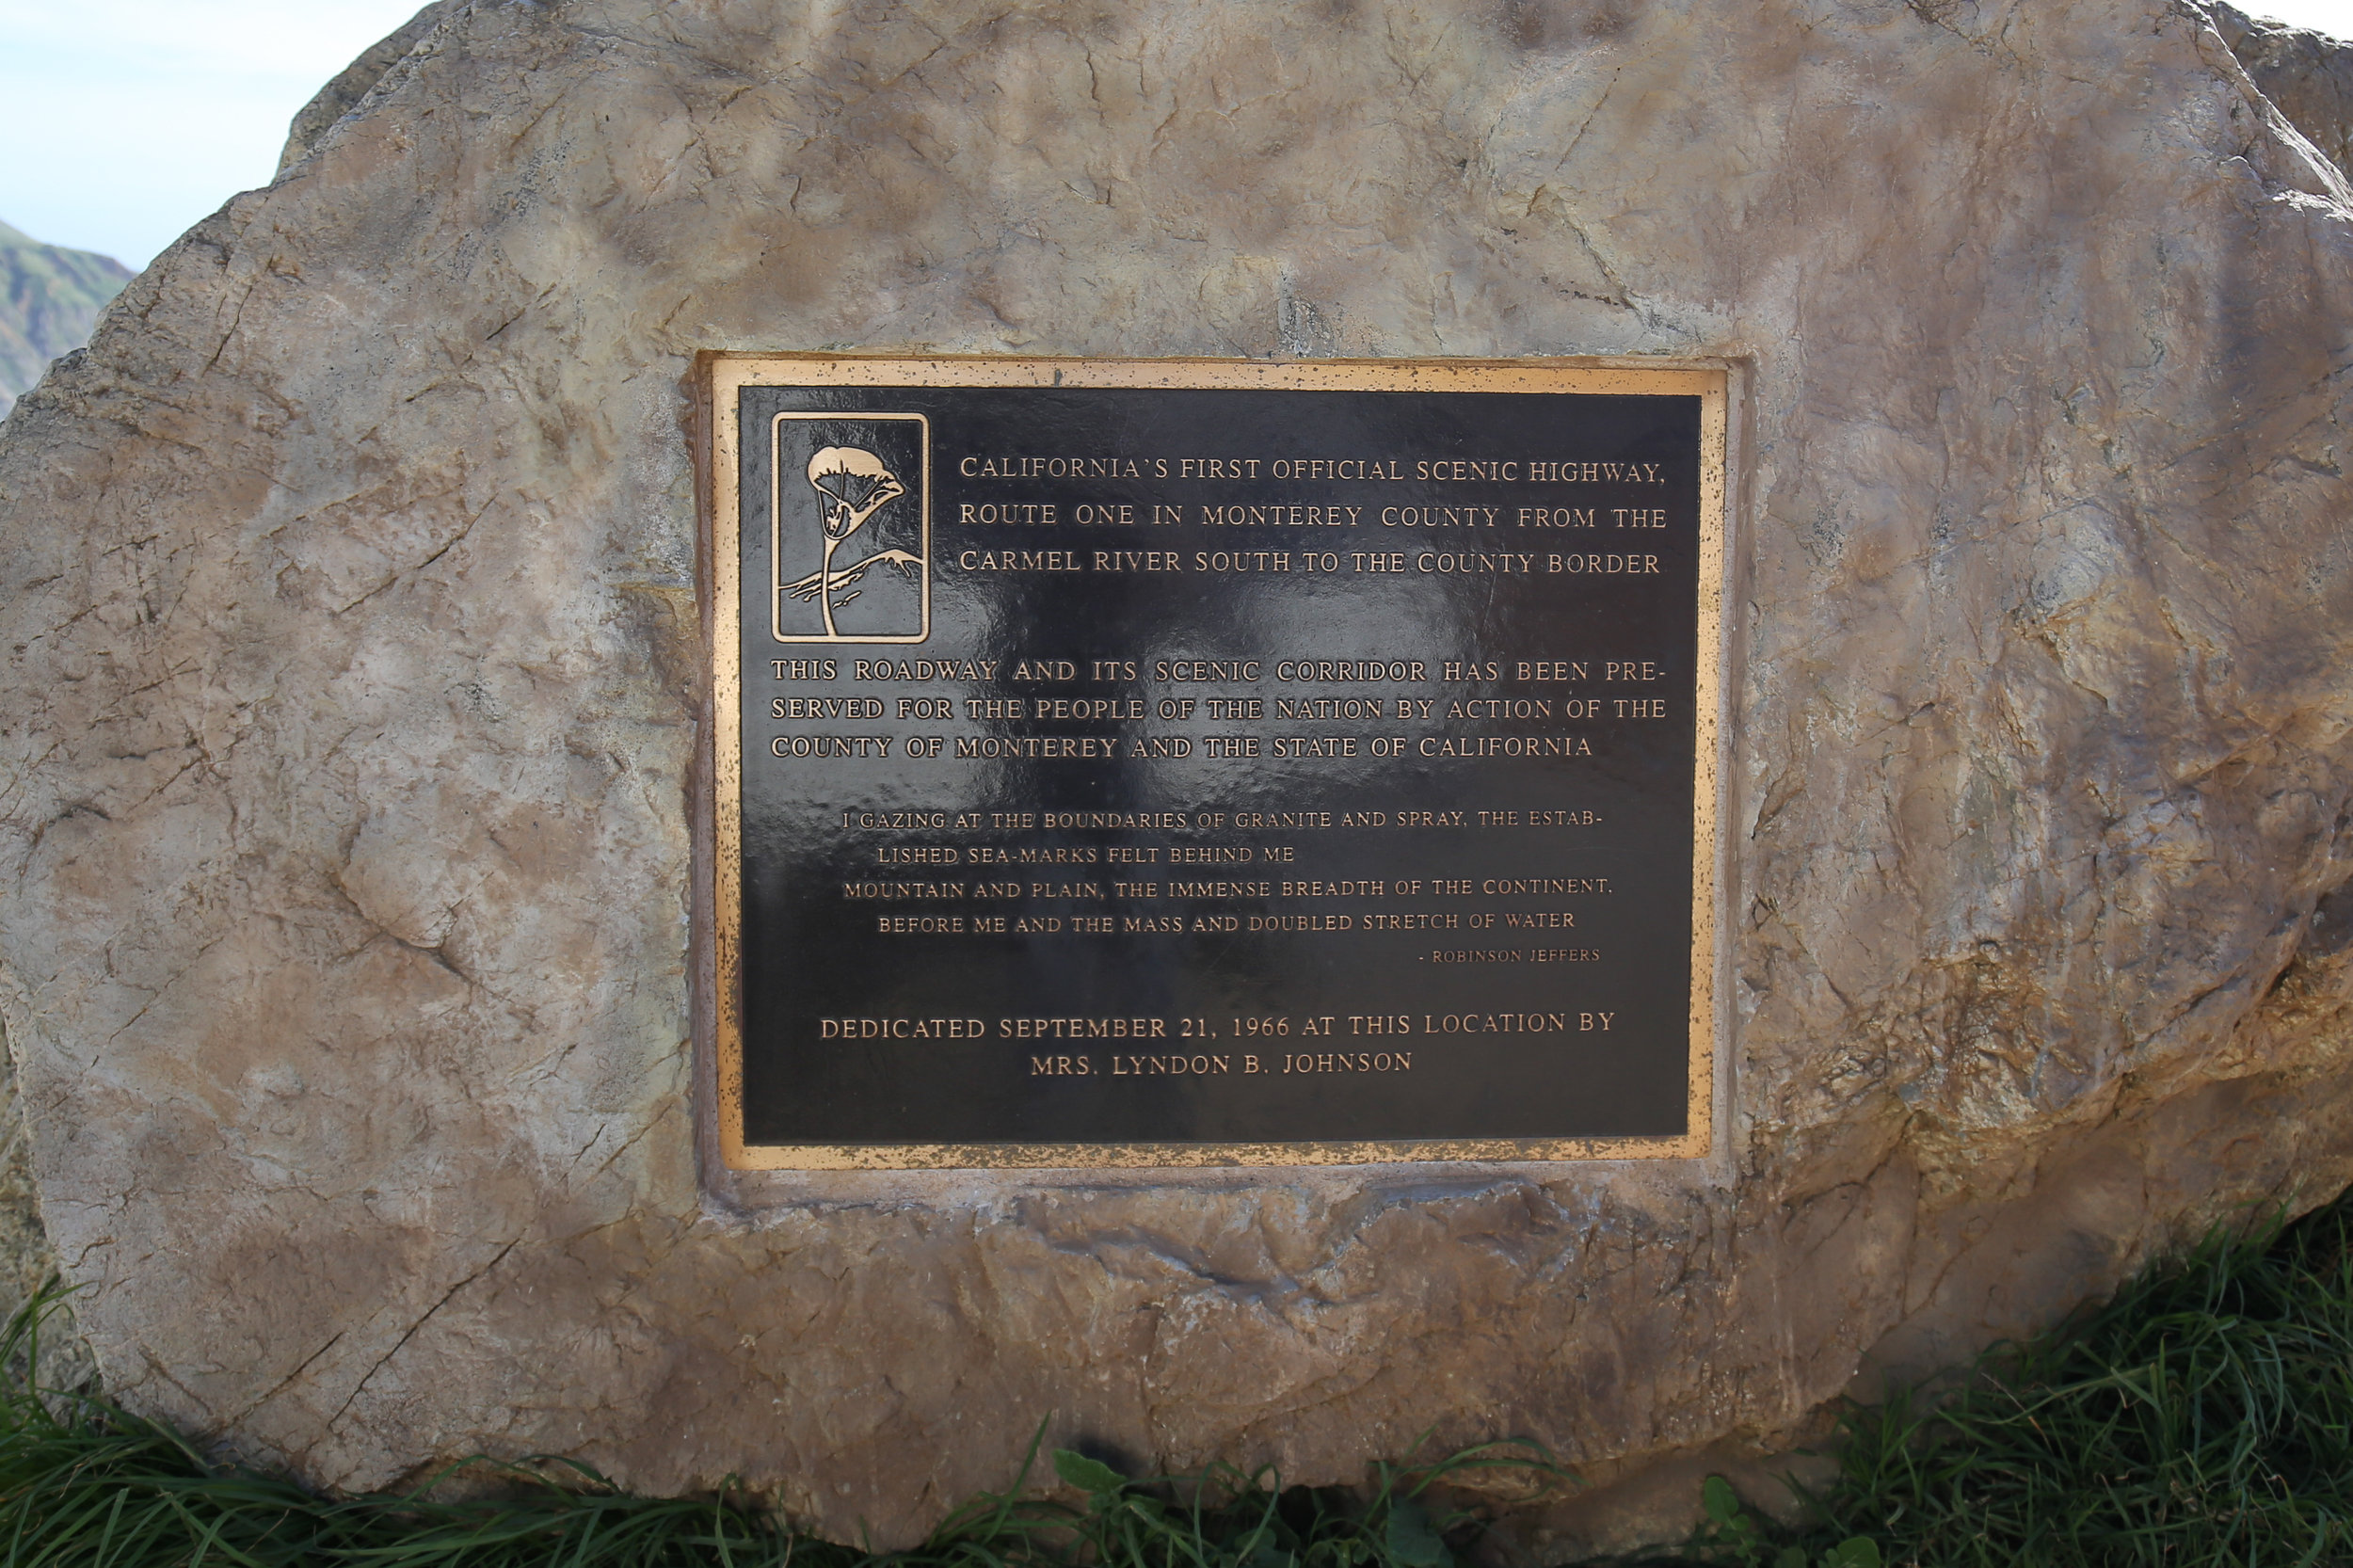 CALIFORNIA'S FIRST OFFICIAL SCENIC HIGHWAY,
ROUTE ONE IN MONTEREY COUNTY FROM THE
CARMEL RIVER SOUTH TO THE COUNTY BORDER
THIS ROADWAY AND ITS SCENIC CORRIDOR HAS BEEN PRE-
SERVED FOR THE PEOPLE OF THE NATION BY ACTION OF THE
COUNTY OF MONTEREY AND THE STATE OF CALIFORNIA
I GAZING AT THE BOUNDARIES OF GRANITE AND SPRAY, THE ESTAB-
LISHED SEA-MARKS FELT BEHIND ME
MOUNTAIN AND PLAIN, THE IMMENSE BREADTH OF THE CONTINENT.
BEFORE ME AND THE MASS AND DOUBLED STRETCH OF WATER
- ROBINSON JEFFERS
DEDICATED SEPTEMBER 21, 1966 AT THIS LOCATION BY
MRS. LYNDON B. JOHNSON